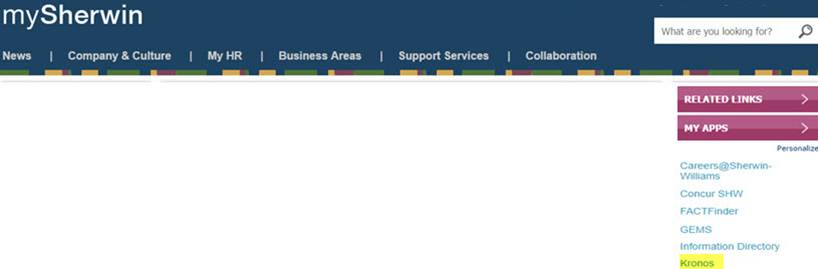 mySherwin
What are you looking for?
News | Company & Culture | My HR | Business Areas | Support Services | Collaboration
RELATED LINKS
MY APPS
Personalize
Careers@Sherwin-
Williams
Concur SHW
FACTFinder
GEMS
Information Directory
Kronos